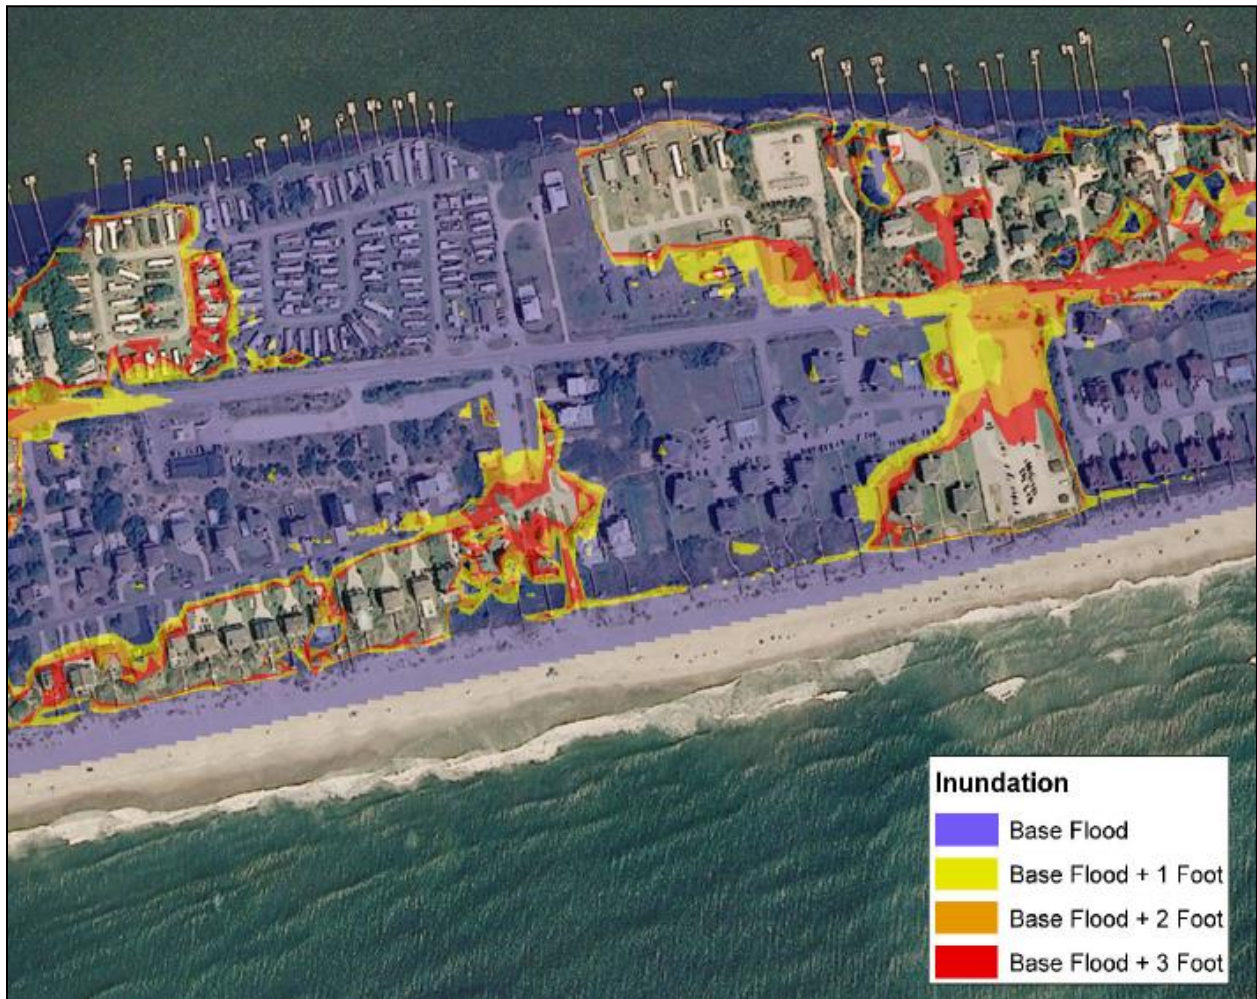 Inundation
Base Flood
Base Flood + 1 Foot
Base Flood + 2 Foot
Base Flood + 3 Foot